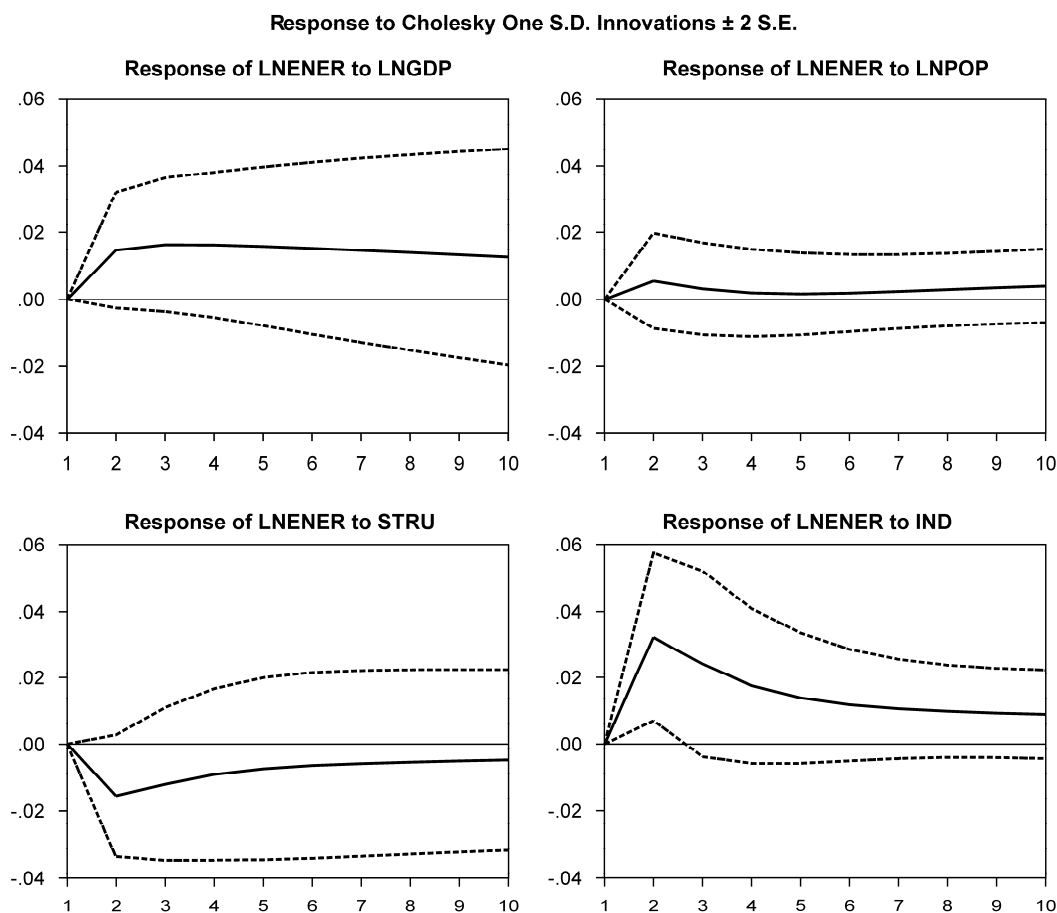 Response to Cholesky One S.D. Innovations ± 2 S.E.
Response of LNENER to LNGDP
.06
.04
.02
.00
-.02
-.04
1 2 3 4 5 6 7 8 9 10
Response of LNENER to LNPOP
.06
.04
.02
.00
-.02
-.04
1 2 3 4 5 6 7 8 9 10
Response of LNENER to STRU
.06
.04
.02
.00
-.02
-.04
1 2 3 4 5 6 7 8 9 10
Response of LNENER to IND
.06
.04
.02
.00
-.02
-.04
1 2 3 4 5 6 7 8 9 10